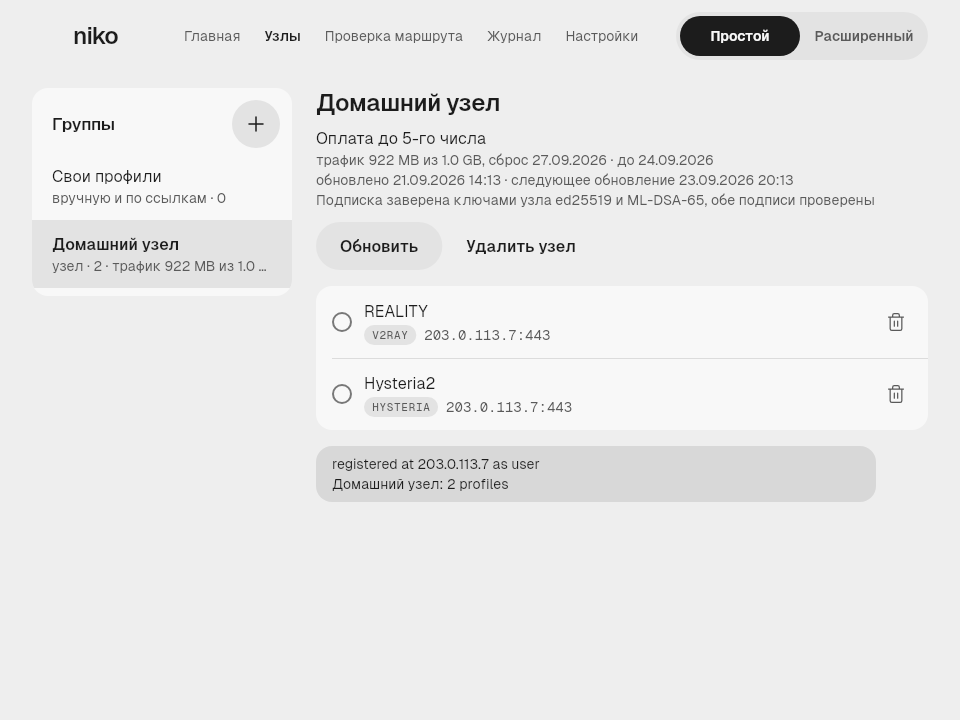 niko
Главная Узлы Проверка маршрута Журнал Настройки Простой Расширенный
Группы
Свои профили
вручную и по ссылкам · 0
Домашний узел
узел · 2 · трафик 922 MB из 1.0 ...
Домашний узел
Оплата до 5-го числа
трафик 922 MB из 1.0 GB, сброс 27.09.2026 · до 24.09.2026
обновлено 21.09.2026 14:13 · следующее обновление 23.09.2026 20:13
Подписка заверена ключами узла ed25519 и ML-DSA-65, обе подписи проверены
Обновить Удалить узел
REALITY
V2RAY 203.0.113.7:443
Hysteria2
HYSTERIA 203.0.113.7:443
registered at 203.0.113.7 as user
Домашний узел: 2 profiles